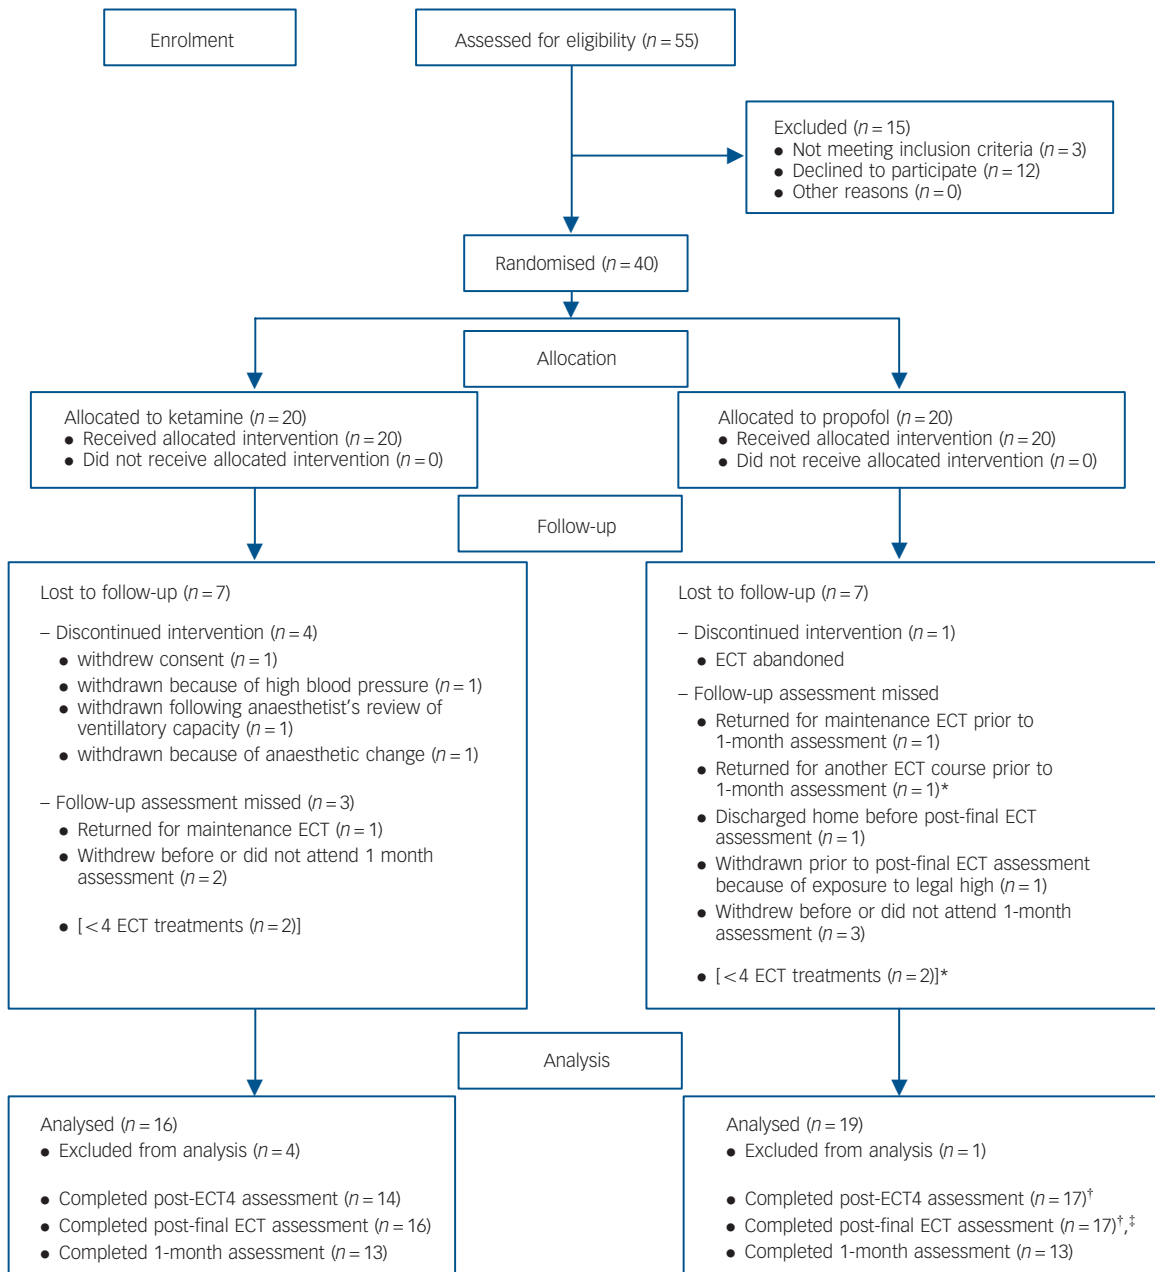 Enrolment
Assessed for eligibility (n = 55)
Excluded (n = 15)
• Not meeting inclusion criteria (n = 3)
• Declined to participate (n = 12)
• Other reasons (n = 0)
Randomised (n = 40)
Allocation
Allocated to ketamine (n = 20)
• Received allocated intervention (n = 20)
• Did not receive allocated intervention (n = 0)
Allocated to propofol (n = 20)
• Received allocated intervention (n = 20)
• Did not receive allocated intervention (n = 0)
Follow-up
Lost to follow-up (n = 7)
– Discontinued intervention (n = 4)
• withdrew consent (n = 1)
• withdrawn because of high blood pressure (n = 1)
• withdrawn following anaesthetist's review of
ventillatory capacity (n = 1)
• withdrawn because of anaesthetic change (n = 1)
– Follow-up assessment missed (n = 3)
• Returned for maintenance ECT (n = 1)
• Withdrew before or did not attend 1 month
assessment (n = 2)
• [<4 ECT treatments (n = 2)]
Lost to follow-up (n = 7)
– Discontinued intervention (n = 1)
• ECT abandoned
– Follow-up assessment missed
• Returned for maintenance ECT prior to
1-month assessment (n = 1)
• Returned for another ECT course prior to
1-month assessment (n = 1)*
• Discharged home before post-final ECT
assessment (n = 1)
• Withdrawn prior to post-final ECT assessment
because of exposure to legal high (n = 1)
• Withdrew before or did not attend 1-month
assessment (n = 3)
• [<4 ECT treatments (n = 2)]*
Analysis
Analysed (n = 16)
• Excluded from analysis (n = 4)
• Completed post-ECT4 assessment (n = 14)
• Completed post-final ECT assessment (n = 16)
• Completed 1-month assessment (n = 13)
Analysed (n = 19)
• Excluded from analysis (n = 1)
• Completed post-ECT4 assessment (n = 17)†
• Completed post-final ECT assessment (n = 17)†,‡
• Completed 1-month assessment (n = 13)